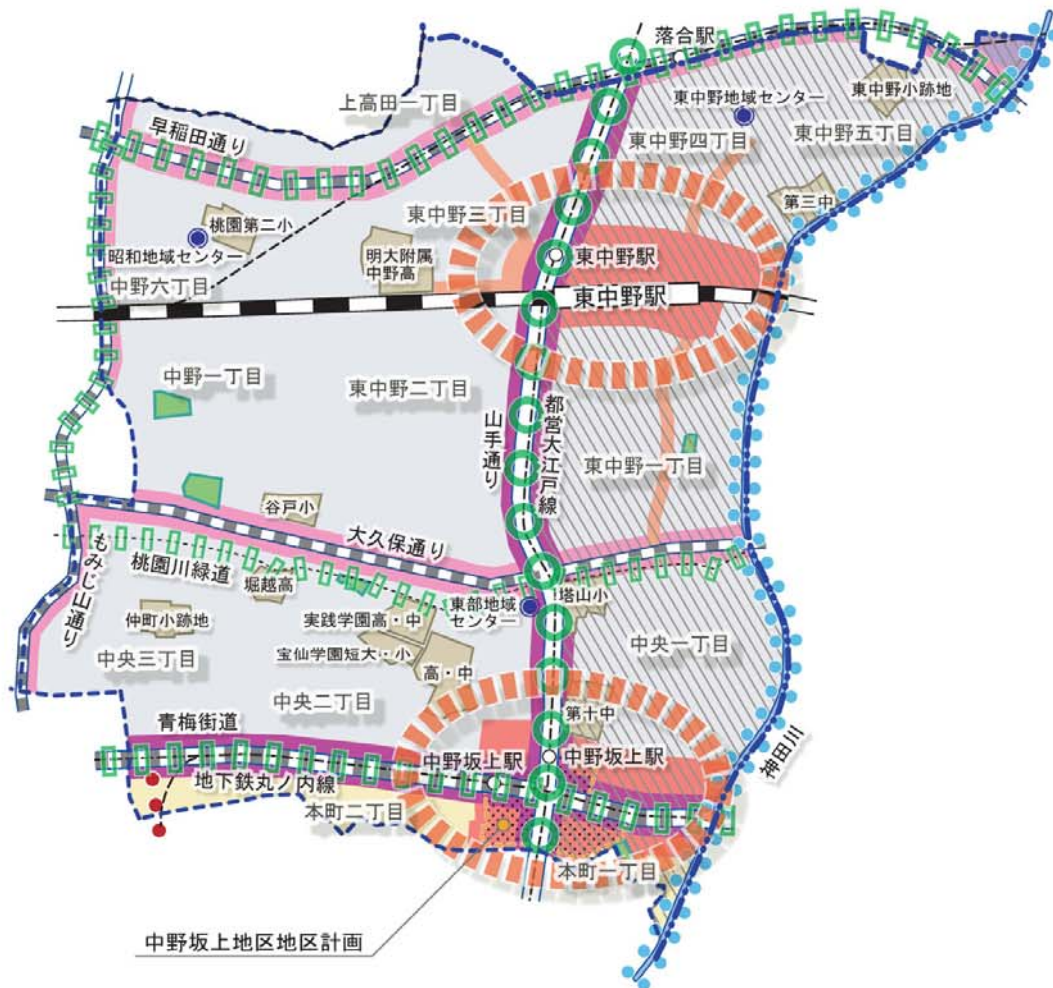 落合駅
上高田一丁目
東中野地域センター
東中野小跡地
早稲田通り
東中野四丁目
東中野五丁目
桃園第二小
東中野三丁目
第三中
昭和地域センター
明大附属
中野高
東中野駅
中野六丁目
東中野駅
中野一丁目
東中野二丁目
山手通り
都営大江戸線
東中野一丁目
谷戸小
大久保通り
もみじ山通り
桃園川緑道
堀越高
塔山小
東部地域
センター
仲町小跡地
実践学園高・中
中央一丁目
中央三丁目
宝仙学園短大・小
高・中
中央二丁目
第十中
青梅街道
神田川
中野坂上駅
中野坂上駅
地下鉄丸ノ内線
本町二丁目
本町一丁目
中野坂上地区地区計画